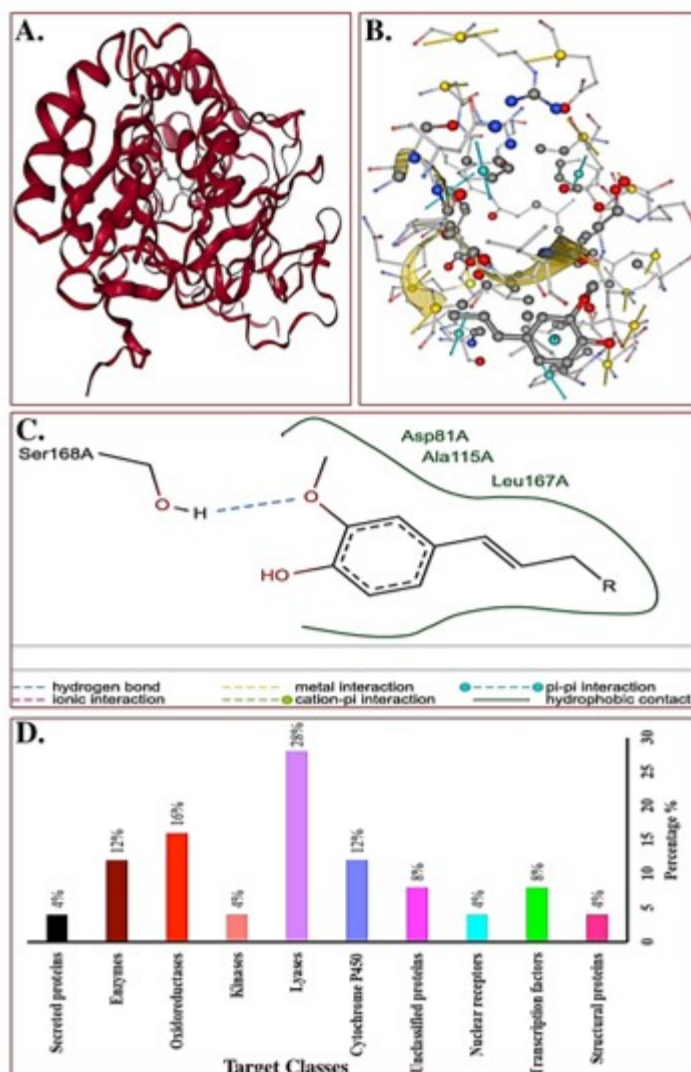 A.
B.
C.
Ser168A
O
H
O
HO
R
Asp81A
Ala115A
Leu167A
hydrogen bond
metal interaction
pi-pi interaction
ionic interaction
cation-pi interaction
hydrophobic contact
D.
4%
12%
16%
4%
28%
12%
8%
4%
8%
4%
30
25
20
15
10
5
0
Percentage %
Secreted proteins
Enzymes
Oxidoreductases
Kinases
Lyases
Cytochrome P450
Unclassified proteins
Nuclear receptors
Transcription factors
Structural proteins
Target Classes